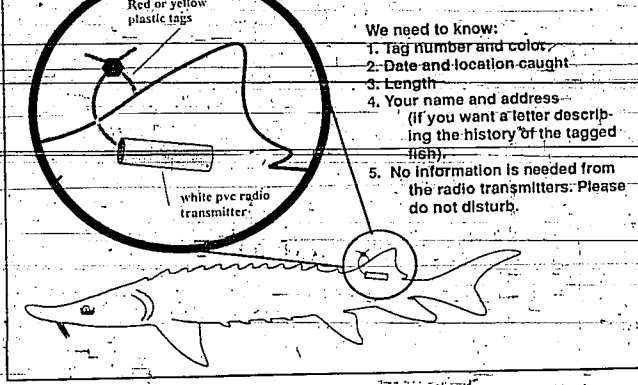 Red or yellow
plastic tags
white pvc radio
transmitter
We need to know:
1. Tag number and color
2. Date and location caught
3. Length
4. Your name and address
(if you want a letter describ-
ing the history of the tagged
fish).
5. No information is needed from
the radio transmitters. Please
do not disturb.